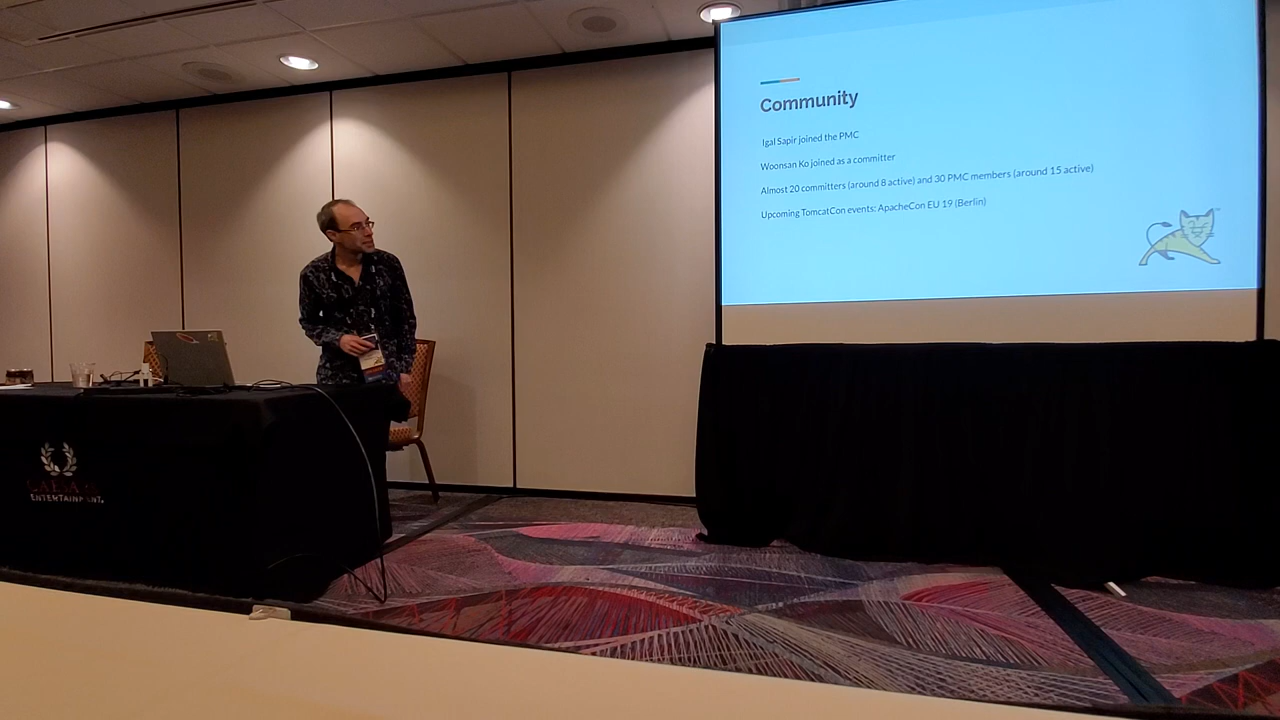 Community
Igal Sapir joined the PMC
Woonsan Ko joined as a committer
Almost 20 committers (around 8 active) and 30 PMC members (around 15 active)
Upcoming TomcatCon events: ApacheCon EU 19 (Berlin)
ENTERTAINMENT